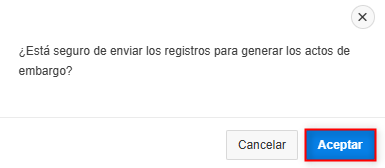 ¿Está seguro de enviar los registros para generar los actos de
embargo?
Cancelar
Aceptar